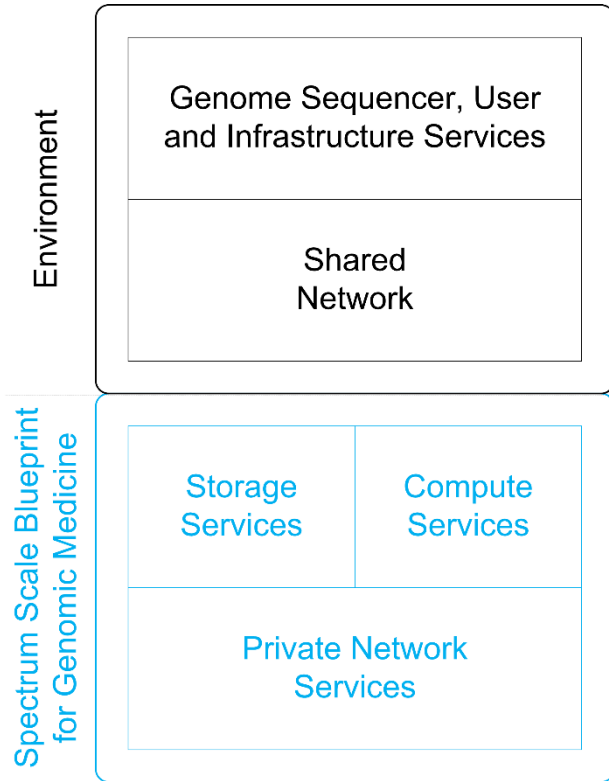 Environment
Genome Sequencer, User
and Infrastructure Services
Shared
Network
Spectrum Scale Blueprint
for Genomic Medicine
Storage
Services
Compute
Services
Private Network
Services